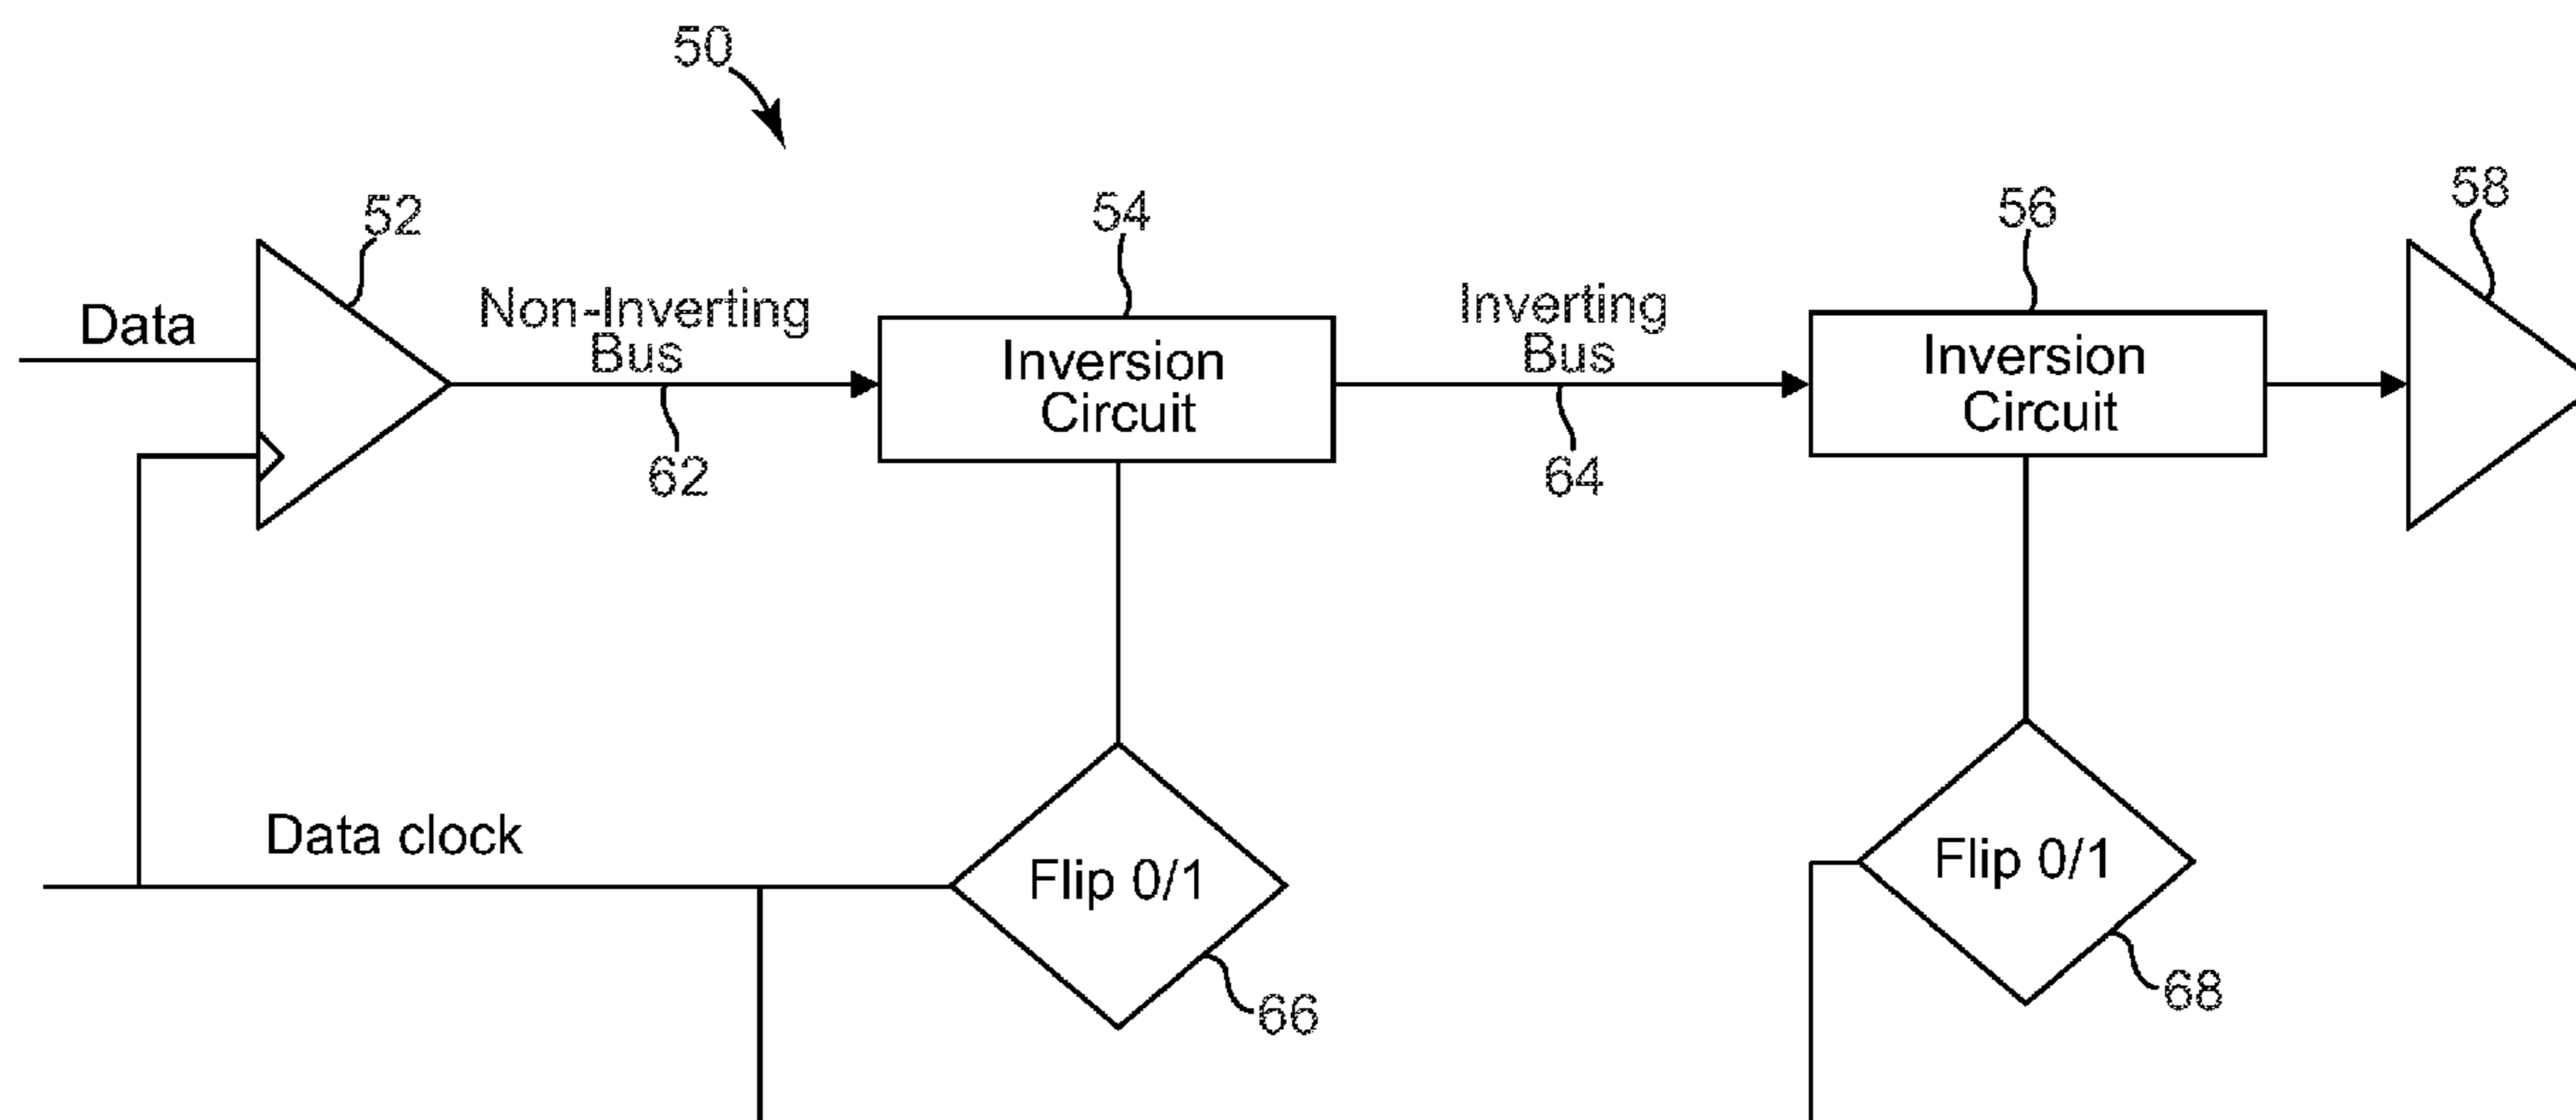 50
52
54
56
58
Data
Non-Inverting
Bus
Inversion
Circuit
Inverting
Bus
Inversion
Circuit
62
64
Data clock
Flip 0/1
Flip 0/1
66
68